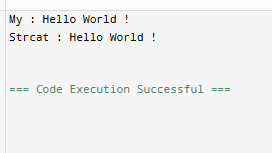 My : Hello World !
Strcat : Hello World !
=== Code Execution Successful ===